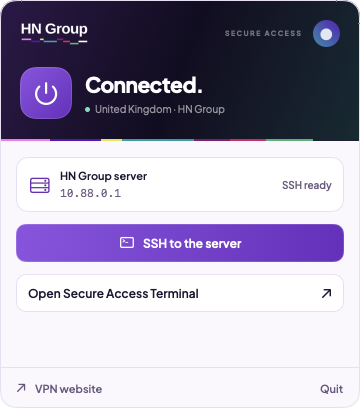 HN Group
SECURE ACCESS
Connected.
United Kingdom · HN Group
HN Group server
10.88.0.1
SSH ready
SSH to the server
Open Secure Access Terminal
VPN website
Quit